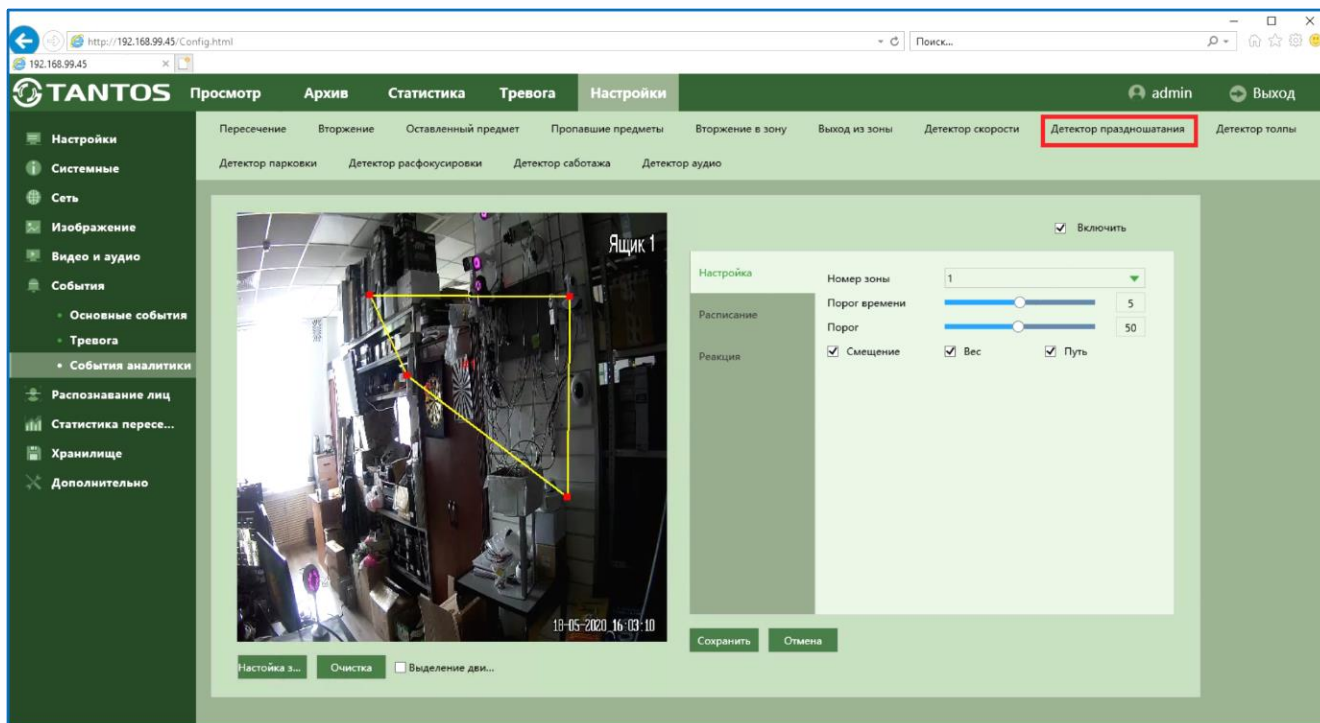 http://192.168.99.45/Config.html Поиск...
192.168.99.45
TANTOS Просмотр Архив Статистика Тревога Настройки admin Выход
Настройки
Системные
Сеть
Изображение
Видео и аудио
События
Основные события
Тревога
События аналитики
Распознавание лиц
Статистика пересе...
Хранилище
Дополнительно
Пересечение Вторжение Оставленный предмет Пропавшие предметы Вторжение в зону Выход из зоны Детектор скорости Детектор праздношатания Детектор толпы
Детектор парковки Детектор расфокусировки Детектор саботажа Детектор аудио
Ящик 1
18-05-2020 16:03:10
Настойка з... Очистка Выделение дви...
Включить
Настройка
Расписание
Реакция
Номер зоны 1
Порог времени 5
Порог 50
Смещение Вес Путь
Сохранить Отмена